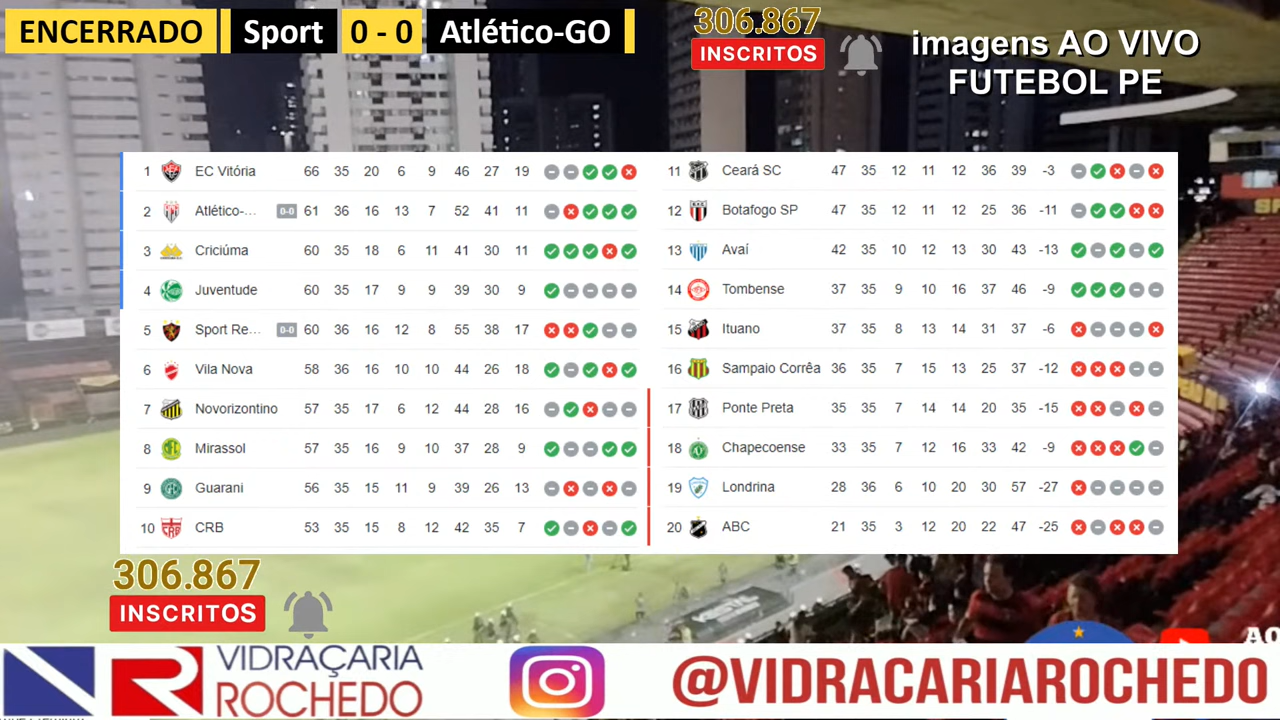 ENCERRADO Sport 0 - 0 Atlético-GO
306.867
INSCRITOS
imagens AO VIVO
FUTEBOL PE
1 EC Vitória 66 35 20 6 9 46 27 19
2 Atlético-... 0-0 61 36 16 13 7 52 41 11
3 Criciúma 60 35 18 6 11 41 30 11
4 Juventude 60 35 17 9 9 39 30 9
5 Sport Re... 0-0 60 36 16 12 8 55 38 17
6 Vila Nova 58 36 16 10 10 44 26 18
7 Novorizontino 57 35 17 6 12 44 28 16
8 Mirassol 57 35 16 9 10 37 28 9
9 Guarani 56 35 15 11 9 39 26 13
10 CRB 53 35 15 8 12 42 35 7
11 Ceará SC 47 35 12 11 12 36 39 -3
12 Botafogo SP 47 35 12 11 12 25 36 -11
13 Avaí 42 35 10 12 13 30 43 -13
14 Tombense 37 35 9 10 16 37 46 -9
15 Ituano 37 35 8 13 14 31 37 -6
16 Sampaio Corrêa 36 35 7 15 13 25 37 -12
17 Ponte Preta 35 35 7 14 14 20 35 -15
18 Chapecoense 33 35 7 12 16 33 42 -9
19 Londrina 28 36 6 10 20 30 57 -27
20 ABC 21 35 3 12 20 22 47 -25
306.867
INSCRITOS
AO
VIDRAÇARIA
ROCHEDO
@VIDRACARIAROCHEDO